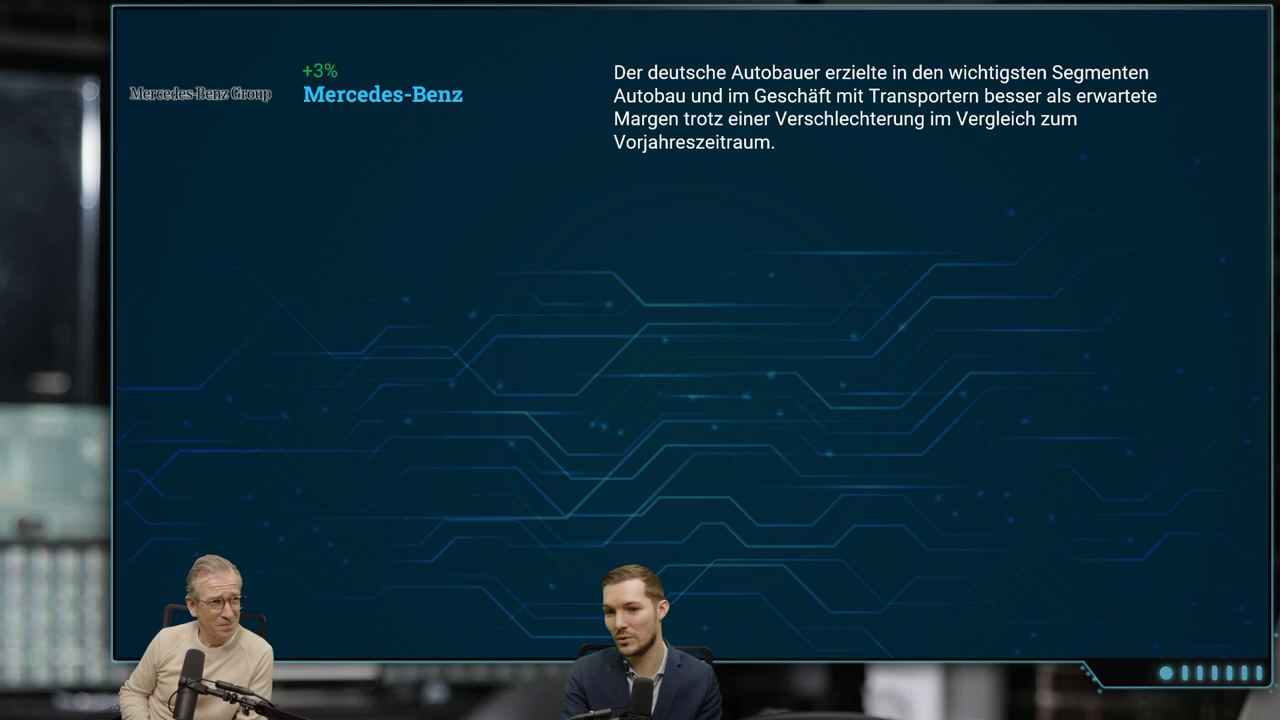 +3%
Mercedes-Benz Group
Mercedes-Benz
Der deutsche Autobauer erzielte in den wichtigsten Segmenten
Autobau und im Geschäft mit Transportern besser als erwartete
Margen trotz einer Verschlechterung im Vergleich zum
Vorjahreszeitraum.